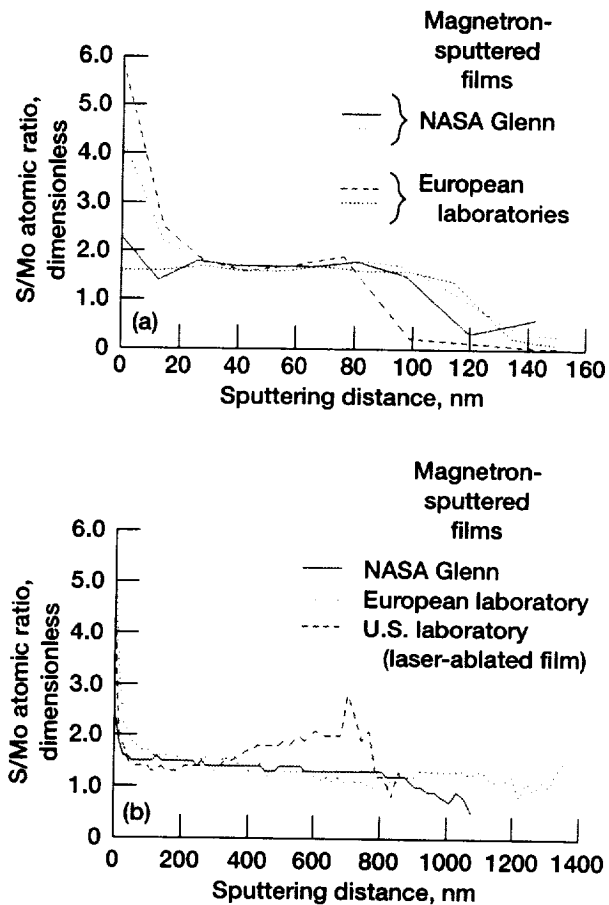 Magnetron-
sputtered
films
NASA Glenn
European
laboratories
S/Mo atomic ratio,
dimensionless
6.0
5.0
4.0
3.0
2.0
1.0
0
(a)
0 20 40 60 80 100 120 140 160
Sputtering distance, nm
Magnetron-
sputtered
films
NASA Glenn
European laboratory
U.S. laboratory
(laser-ablated film)
S/Mo atomic ratio,
dimensionless
6.0
5.0
4.0
3.0
2.0
1.0
0
(b)
0 200 400 600 800 1000 1200 1400
Sputtering distance, nm